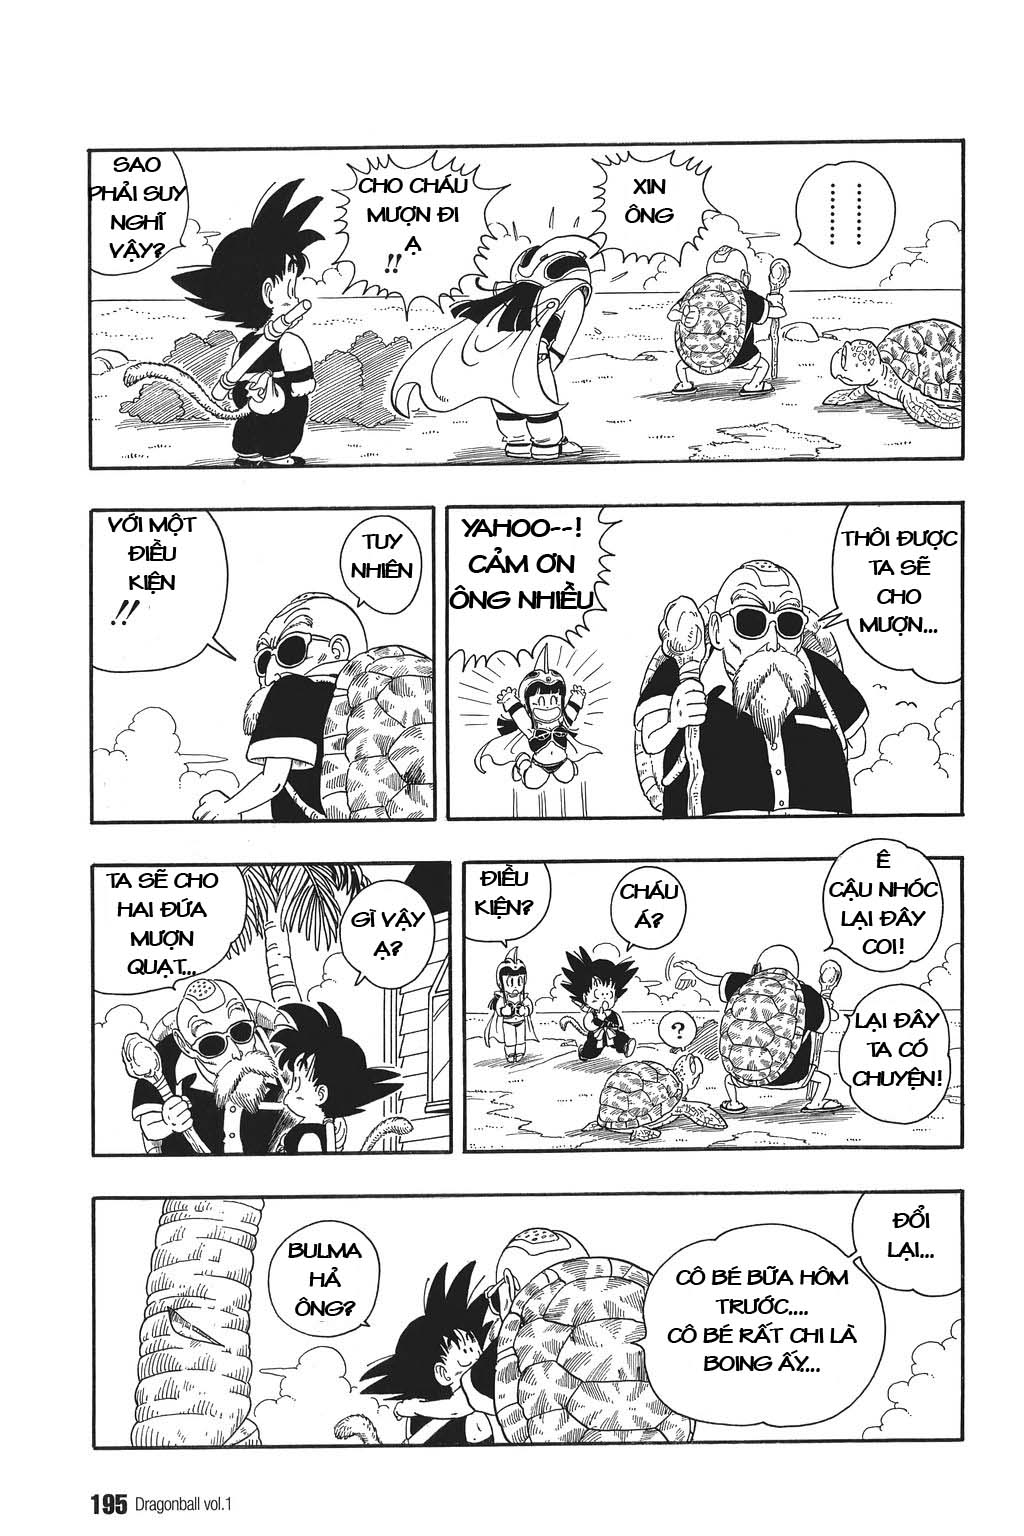 ......... .........
XIN
ÔNG
CHO CHÁU
MƯỢN ĐI
Ạ
!!
SAO
PHẢI SUY
NGHĨ
VẬY?
THÔI ĐƯỢC
TA SẼ
CHO
MƯỢN...
YAHOO--!
CẢM ƠN
ÔNG NHIỀU
TUY
NHIÊN
VỚI MỘT
ĐIỀU
KIỆN
!!
Ê
CẬU NHÓC
LẠI ĐÂY
COI!
LẠI ĐÂY
TA CÓ
CHUYỆN!
CHÁU
Á?
?
ĐIỀU
KIỆN?
GÌ VẬY
Ạ?
TA SẼ CHO
HAI ĐỨA
MƯỢN
QUẠT...
ĐỔI
LẠI...
CÔ BÉ BỮA HÔM
TRƯỚC....
CÔ BÉ RẤT CHI LÀ
BOING ẤY...
BULMA
HẢ
ÔNG?
195 Dragonball vol.1